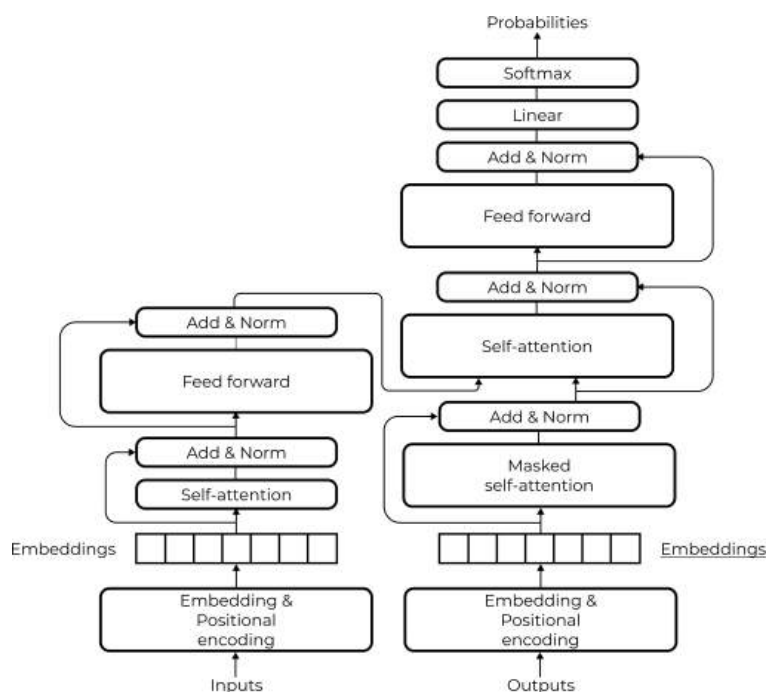 Probabilities
Softmax
Linear
Add & Norm
Feed forward
Add & Norm
Self-attention
Add & Norm
Masked
self-attention
Embeddings
Embedding &
Positional
encoding
Outputs
Add & Norm
Feed forward
Add & Norm
Self-attention
Embeddings
Embedding &
Positional
encoding
Inputs